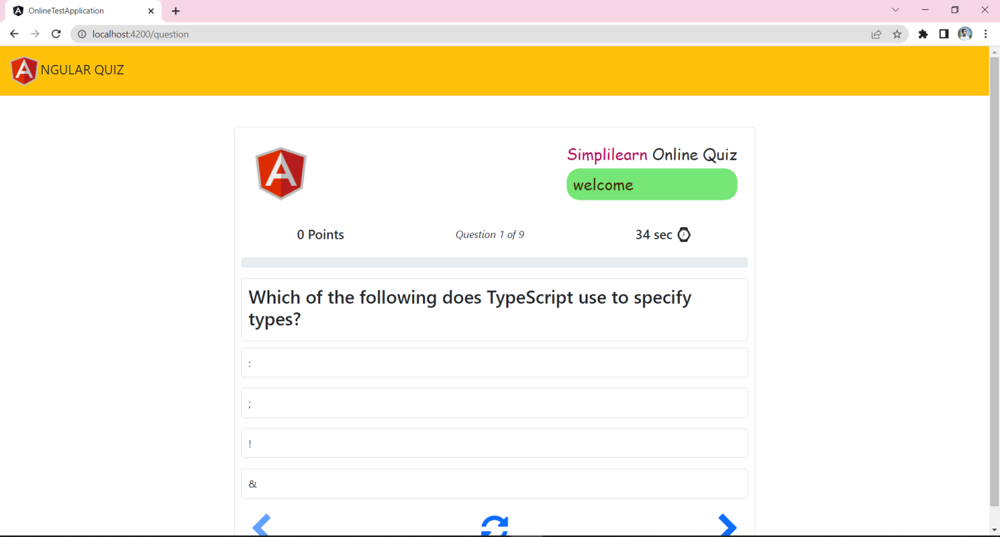 OnlineTestApplication
localhost:4200/question
NGULAR QUIZ
Simplilearn Online Quiz
welcome
0 Points
Question 1 of 9
34 sec
Which of the following does TypeScript use to specify
types?
:
;
!
&